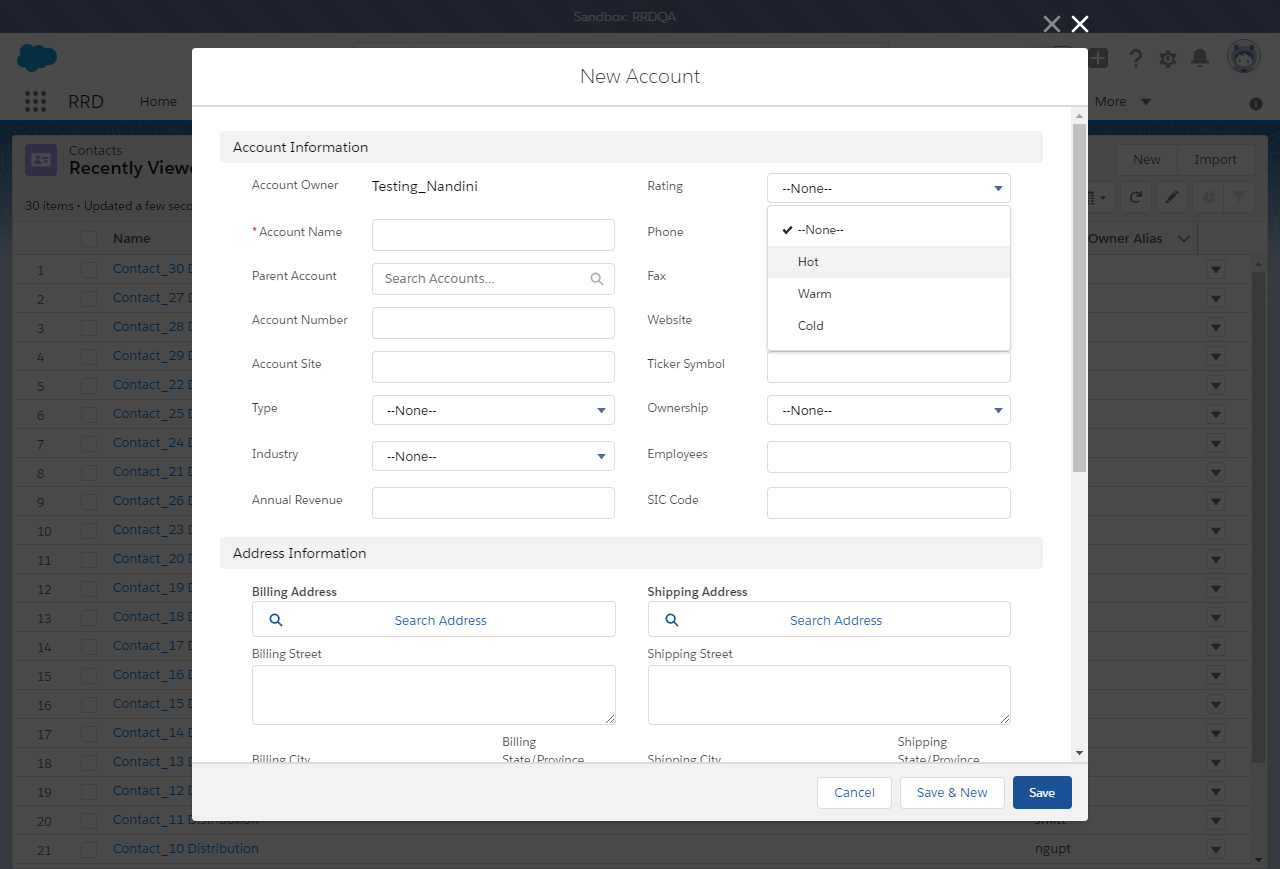 Sandbox: RRDQA
RRD
Home
More
Contacts
Recently Viewe
New
Import
30 items • Updated a few sec
Name
Owner Alias
1 Contact_30 D
2 Contact_27 D
3 Contact_28 D
4 Contact_29 D
5 Contact_22 D
6 Contact_25 D
7 Contact_24 D
8 Contact_21 D
9 Contact_26 D
10 Contact_23 D
11 Contact_20 D
12 Contact_19 D
13 Contact_18 D
14 Contact_17 D
15 Contact_16 D
16 Contact_15 D
17 Contact_14 D
18 Contact_13 D
19 Contact_12 D
20 Contact_11 Distribution
21 Contact_10 Distribution ngupt
New Account
Account Information
Account Owner Testing_Nandini
Rating --None--
--None--
Hot
Warm
Cold
*Account Name
Phone
Parent Account Search Accounts...
Fax
Account Number
Website
Account Site
Ticker Symbol
Type --None--
Ownership --None--
Industry --None--
Employees
Annual Revenue
SIC Code
Address Information
Billing Address
Shipping Address
Search Address
Search Address
Billing Street
Shipping Street
Billing City
Billing
State/Province
Shipping City
Shipping
State/Province
Cancel
Save & New
Save